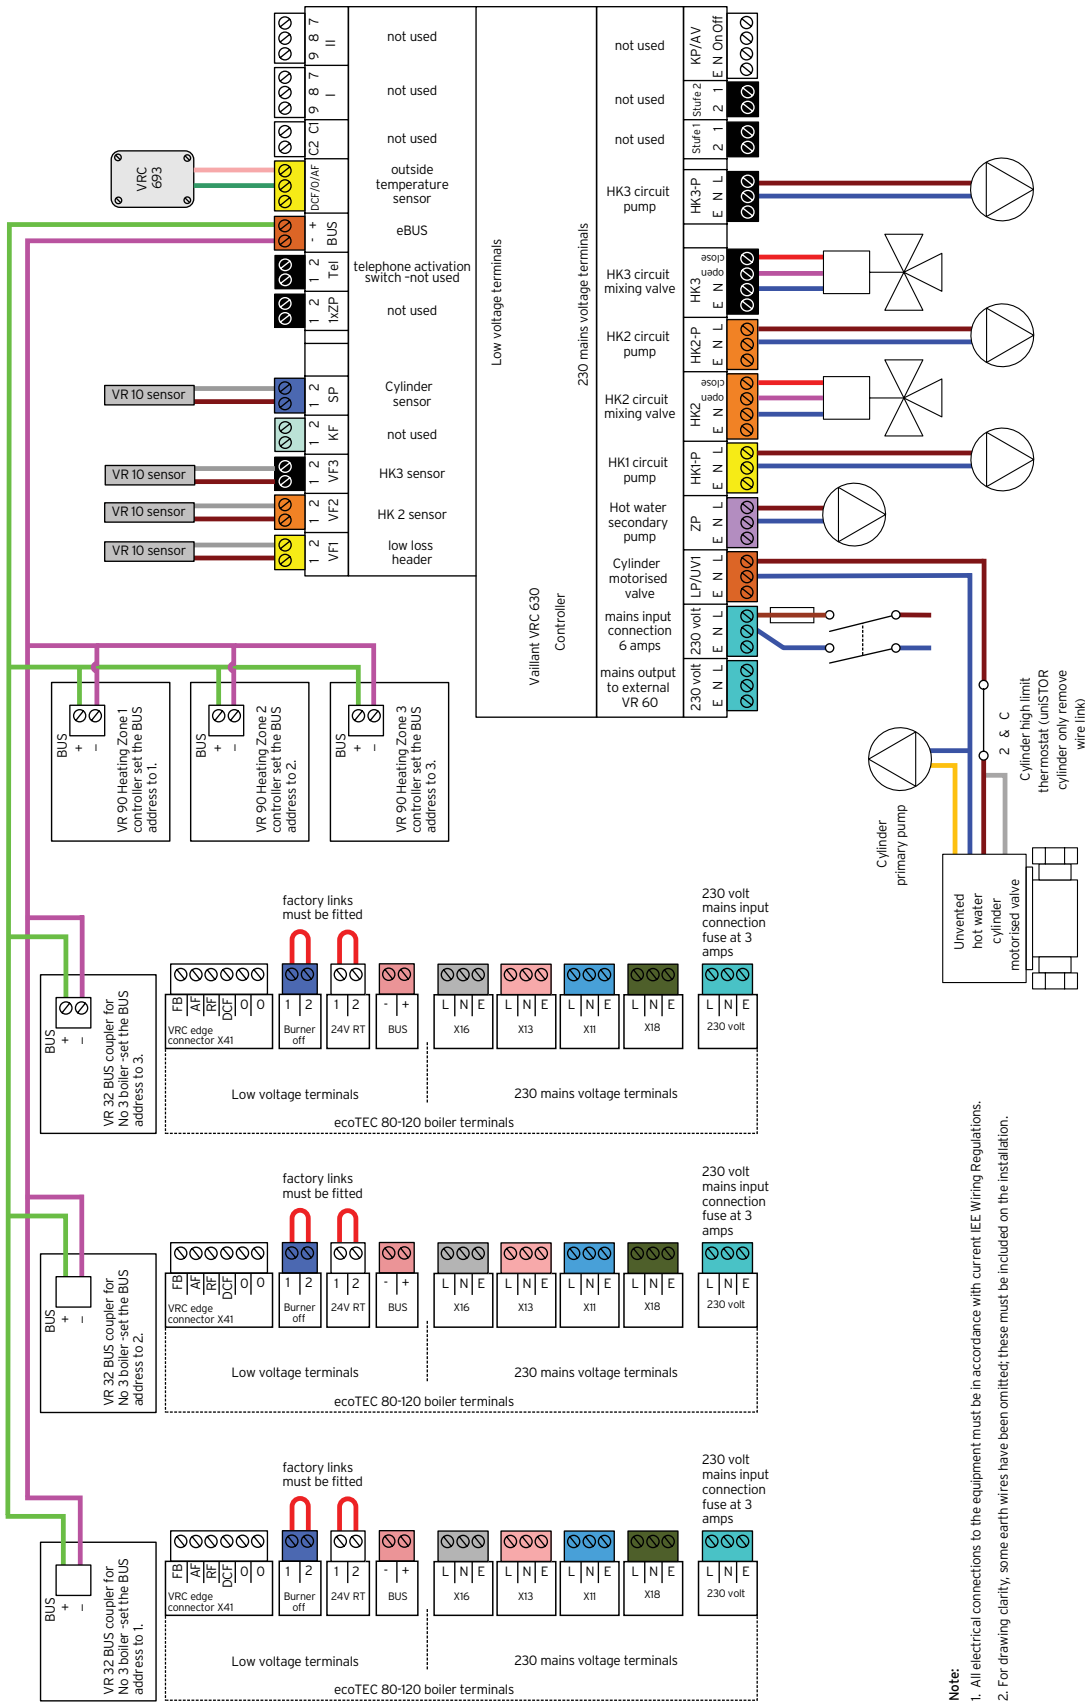 9 8 7
II
not used
9 8 7
I
not used
C2 C1
not used
DCF/O/AF
outside
temperature
sensor
VRC
693
- +
BUS
eBUS
1 2
Tel
telephone activation
switch -not used
1 2
1xZP
not used
VR 10 sensor
1 2
SP
Cylinder
sensor
1 2
KF
not used
VR 10 sensor
1 2
VF3
HK3 sensor
VR 10 sensor
1 2
VF2
HK 2 sensor
VR 10 sensor
1 2
VF1
low loss
header
Low voltage terminals
Vaillant VRC 630
Controller
230 mains voltage terminals
not used
KP/AV
E N On Off
not used
Stufe 2
2 1
not used
Stufe 1
2 1
HK3 circuit
pump
HK3-P
E N L
HK3 circuit
mixing valve
HK3
E N open close
HK2 circuit
pump
HK2-P
E N L
HK2 circuit
mixing valve
HK2
E N open close
HK1 circuit
pump
HK1-P
E N L
Hot water
secondary
pump
ZP
E N L
Cylinder
motorised
valve
LP/UV1
E N L
mains input
connection
6 amps
230 volt
E N L
mains output
to external
VR 60
230 volt
E N L
BUS
+ –
VR 90 Heating Zone 1
controller set the BUS
address to 1.
BUS
+ –
VR 90 Heating Zone 2
controller set the BUS
address to 2.
BUS
+ –
VR 90 Heating Zone 3
controller set the BUS
address to 3.
2 & C
Cylinder high limit
thermostat (uniSTOR
cylinder only remove
wire link)
Cylinder
primary pump
Unvented
hot water
cylinder
motorised valve
BUS
+ –
VR 32 BUS coupler for
No 3 boiler -set the BUS
address to 3.
factory links
must be fitted
230 volt
mains input
connection
fuse at 3
amps
FB AF RF DCF 0 0
VRC edge
connector X41
1 2
Burner
off
1 2
24V RT
- +
BUS
L N E
X16
L N E
X13
L N E
X11
L N E
X18
L N E
230 volt
Low voltage terminals
230 mains voltage terminals
ecoTEC 80-120 boiler terminals
BUS
+ –
VR 32 BUS coupler for
No 3 boiler -set the BUS
address to 2.
factory links
must be fitted
230 volt
mains input
connection
fuse at 3
amps
FB AF RF DCF 0 0
VRC edge
connector X41
1 2
Burner
off
1 2
24V RT
- +
BUS
L N E
X16
L N E
X13
L N E
X11
L N E
X18
L N E
230 volt
Low voltage terminals
230 mains voltage terminals
ecoTEC 80-120 boiler terminals
BUS
+ –
VR 32 BUS coupler for
No 3 boiler -set the BUS
address to 1.
factory links
must be fitted
230 volt
mains input
connection
fuse at 3
amps
FB AF RF DCF 0 0
VRC edge
connector X41
1 2
Burner
off
1 2
24V RT
- +
BUS
L N E
X16
L N E
X13
L N E
X11
L N E
X18
L N E
230 volt
Low voltage terminals
230 mains voltage terminals
ecoTEC 80-120 boiler terminals
Note:
1. All electrical connections to the equipment must be in accordance with current IEE Wiring Regulations.
2. For drawing clarity, some earth wires have been omitted; these must be included on the installation.